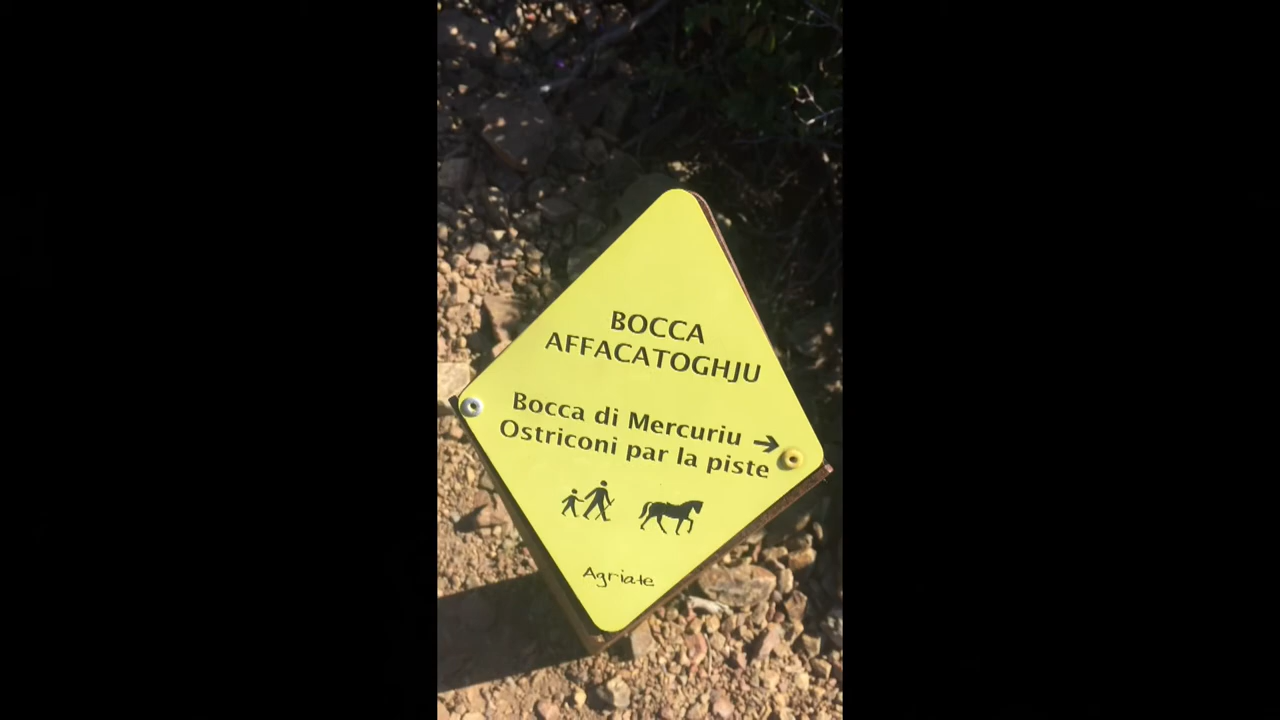 BOCCA
AFFACATOGHJU
Bocca di Mercuriu →
Ostriconi par la piste
Agriate